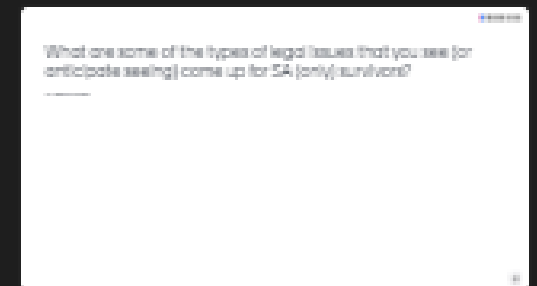 What are some of the types of legal issues that you see (or
anticipate seeing) come up for SA (only) survivors?